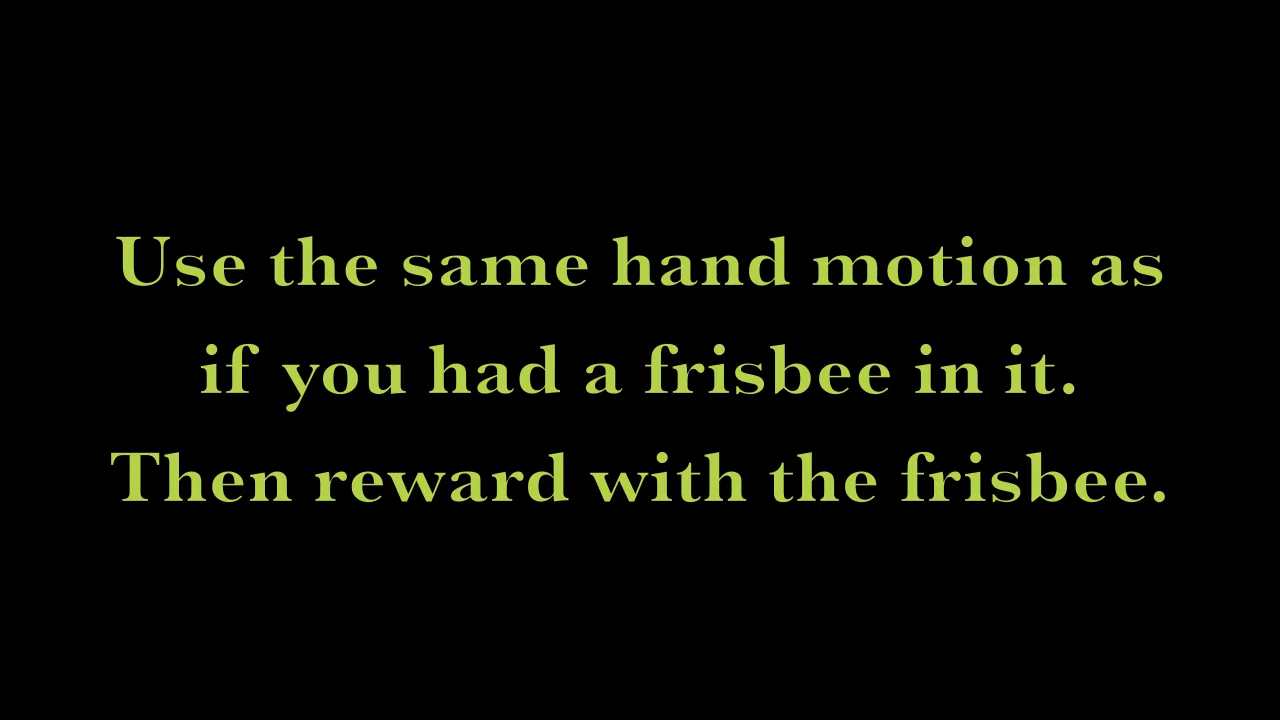 Use the same hand motion as
if you had a frisbee in it.
Then reward with the frisbee.